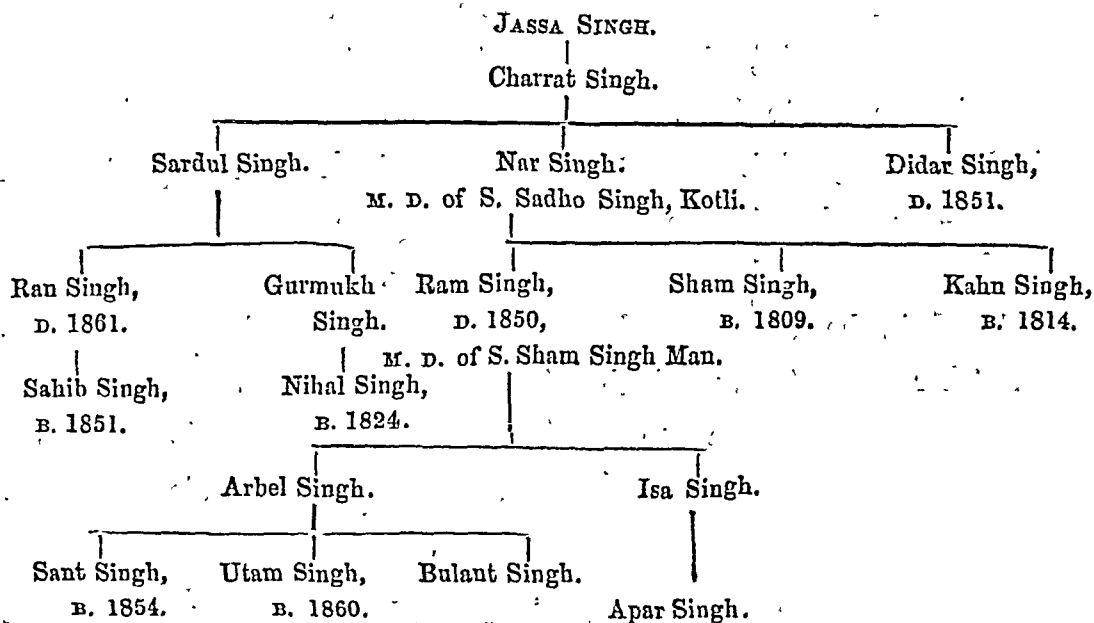 JASSA SINGH.
Charrat Singh.
Sardul Singh. Nar Singh. Didar Singh,
M. D. of S. Sadho Singh, Kotli. D. 1851.
Ran Singh, Gurmukh Ram Singh, Sham Singh, Kahn Singh,
D. 1861. Singh. D. 1850, B. 1809. B. 1814.
M. D. of S. Sham Singh Man.
Sahib Singh, Nihal Singh,
B. 1851. B. 1824.
Arbel Singh. Isa Singh.
Sant Singh, Utam Singh, Bulant Singh.
B. 1854. B. 1860. Apar Singh.